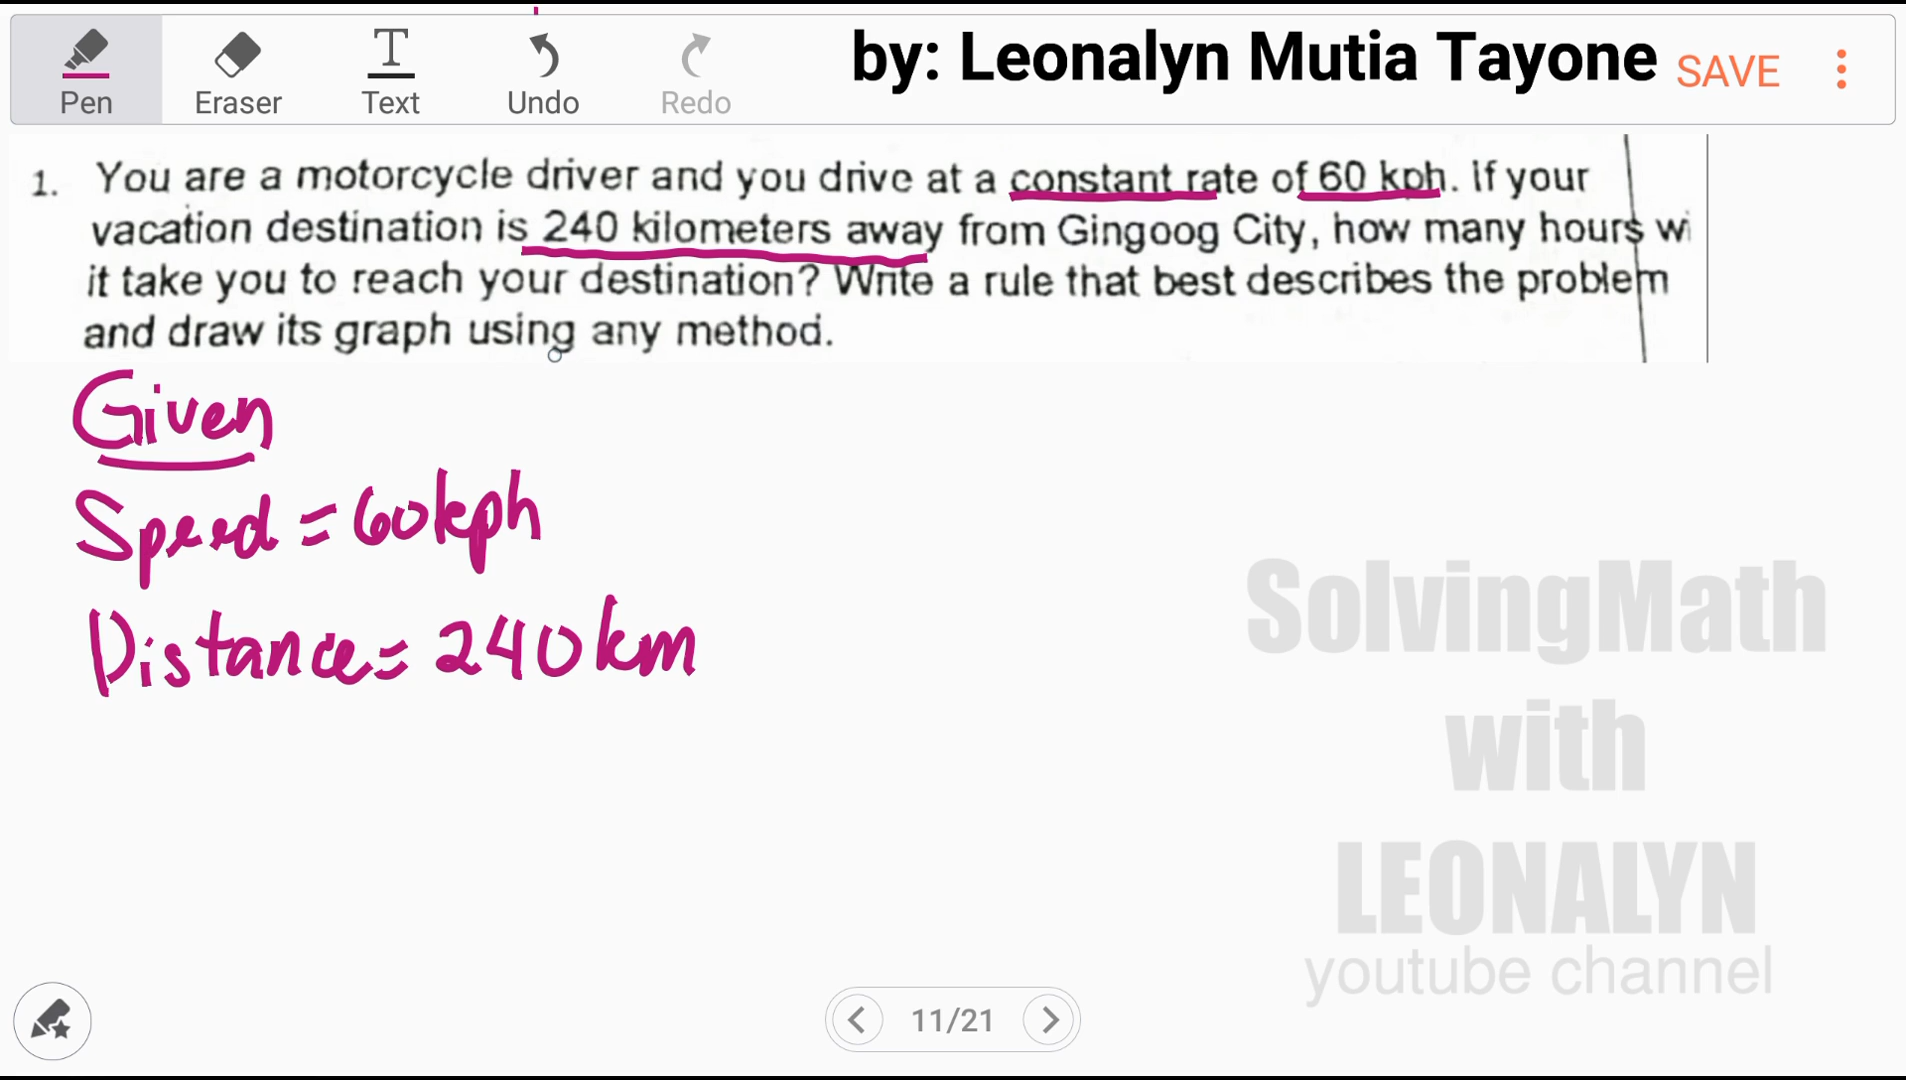 Pen
Eraser
Text
Undo
Redo
by: Leonalyn Mutia Tayone
SAVE
1. You are a motorcycle driver and you drive at a constant rate of 60 kph. If your
vacation destination is 240 kilometers away from Gingoog City, how many hours wi
it take you to reach your destination? Write a rule that best describes the problem
and draw its graph using any method.
Given
Speed = 60kph
Distance = 240 km
SolvingMath
with
LEONALYN
youtube channel
11/21